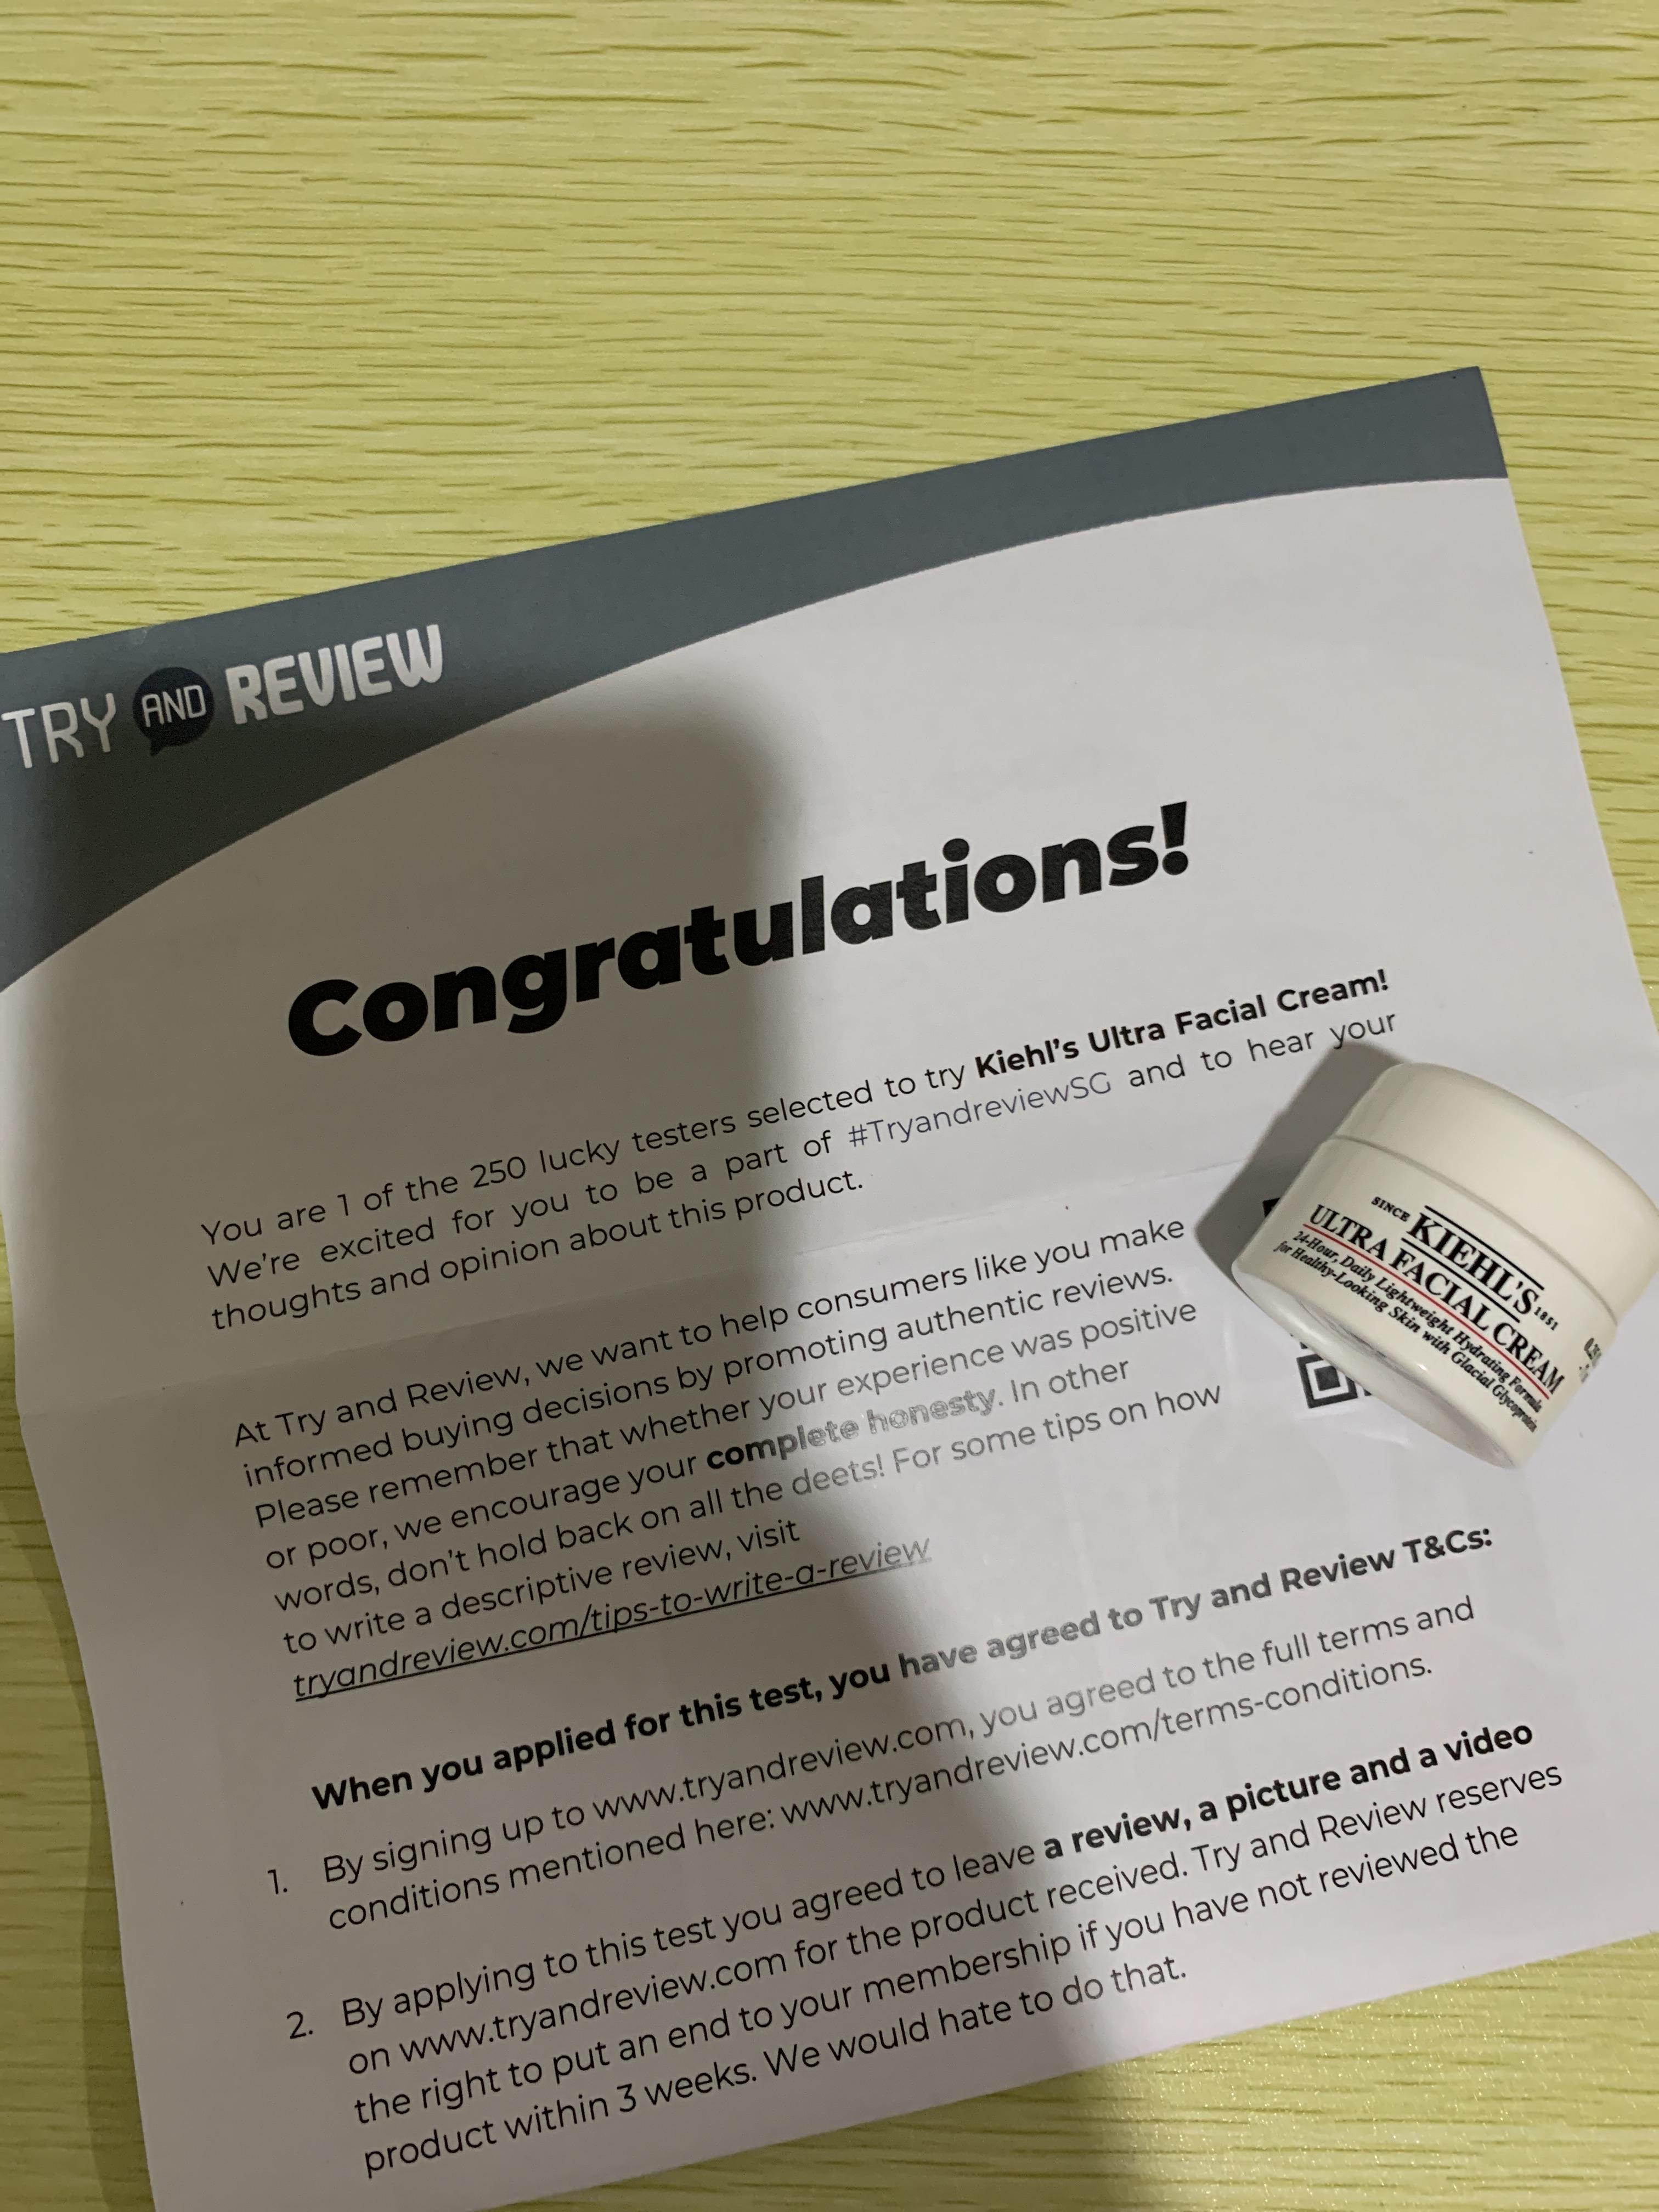 TRY AND REVIEW
Congratulations!
You are 1 of the 250 lucky testers selected to try Kiehl's Ultra Facial Cream!
We're excited for you to be a part of #TryandreviewSG and to hear your
thoughts and opinion about this product.
At Try and Review, we want to help consumers like you make
informed buying decisions by promoting authentic reviews.
Please remember that whether your experience was positive
or poor, we encourage your complete honesty. In other
words, don't hold back on all the deets! For some tips on how
to write a descriptive review, visit
tryandreview.com/tips-to-write-a-review
When you applied for this test, you have agreed to Try and Review T&Cs:
1. By signing up to www.tryandreview.com, you agreed to the full terms and
conditions mentioned here: www.tryandreview.com/terms-conditions.
2. By applying to this test you agreed to leave a review, a picture and a video
on www.tryandreview.com for the product received. Try and Review reserves
the right to put an end to your membership if you have not reviewed the
product within 3 weeks. We would hate to do that.
SINCE KIEHL'S 1851
ULTRA FACIAL CREAM
24-Hour, Daily Lightweight Hydrating Formula
for Healthy-Looking Skin with Glacial Glycoprotein